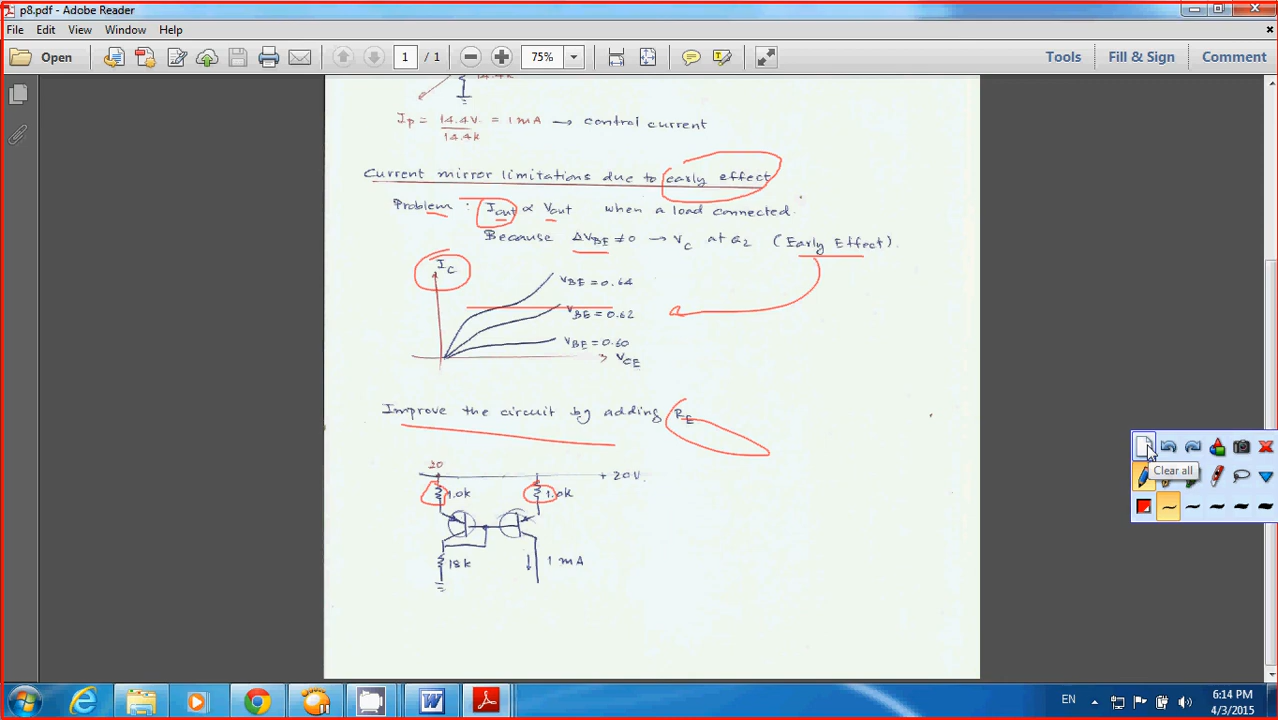 p8.pdf - Adobe Reader
File Edit View Window Help
Open 1 / 1 75% Tools Fill & Sign Comment
14.4k
Ip = 14.4V = 1mA → control current
14.4k
Current mirror limitations due to early effect
Problem : Iout ∝ Vout when a load connected.
Because ΔVBE ≠ 0 → VC at Q2 (Early Effect).
IC
VBE = 0.64
VBE = 0.62
VBE = 0.60
VCE
Improve the circuit by adding RE
20
+ 20V.
1.0k 1.0k
18k 1 mA
Clear all
EN 6:14 PM
4/3/2015